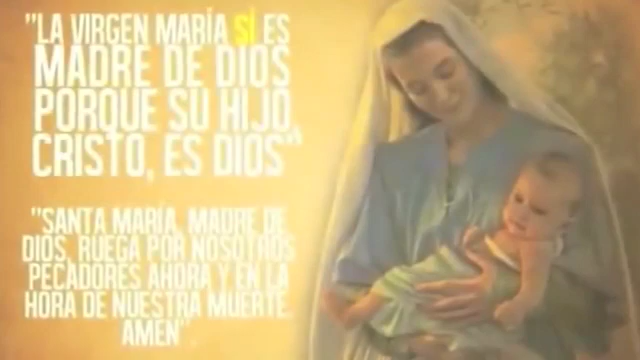 "LA VIRGEN MARÍA SÍ ES
MADRE DE DIOS
PORQUE SU HIJO,
CRISTO, ES DIOS"
"SANTA MARÍA, MADRE DE
DIOS, RUEGA POR NOSOTROS
PECADORES AHORA Y EN LA
HORA DE NUESTRA MUERTE.
AMEN".